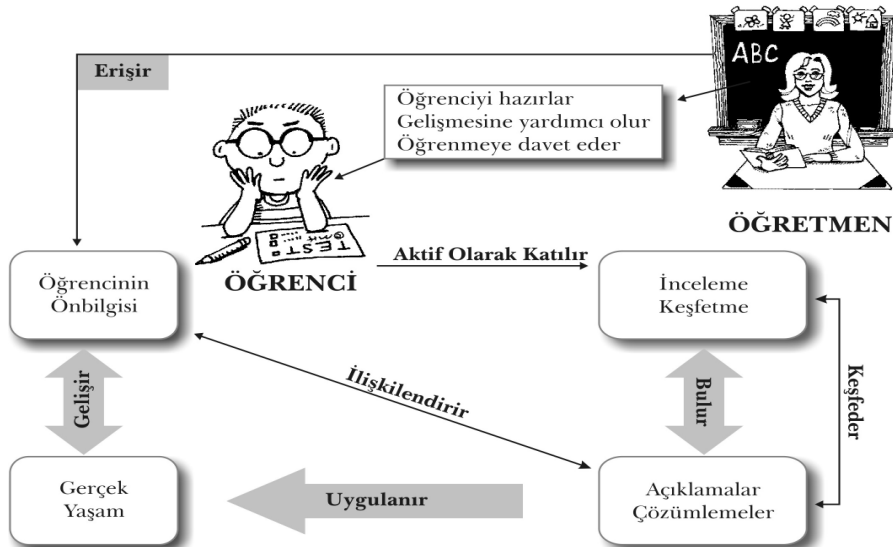 ABC
Erişir
Öğrenciyi hazırlar
Gelişmesine yardımcı olur
Öğrenmeye davet eder
TEST
ÖĞRETMEN
ÖĞRENCİ
Aktif Olarak Katılır
Öğrencinin
Önbilgisi
İnceleme
Keşfetme
Gelişir
İlişkilendirir
Bulur
Keşfeder
Gerçek
Yaşam
Uygulanır
Açıklamalar
Çözümlemeler